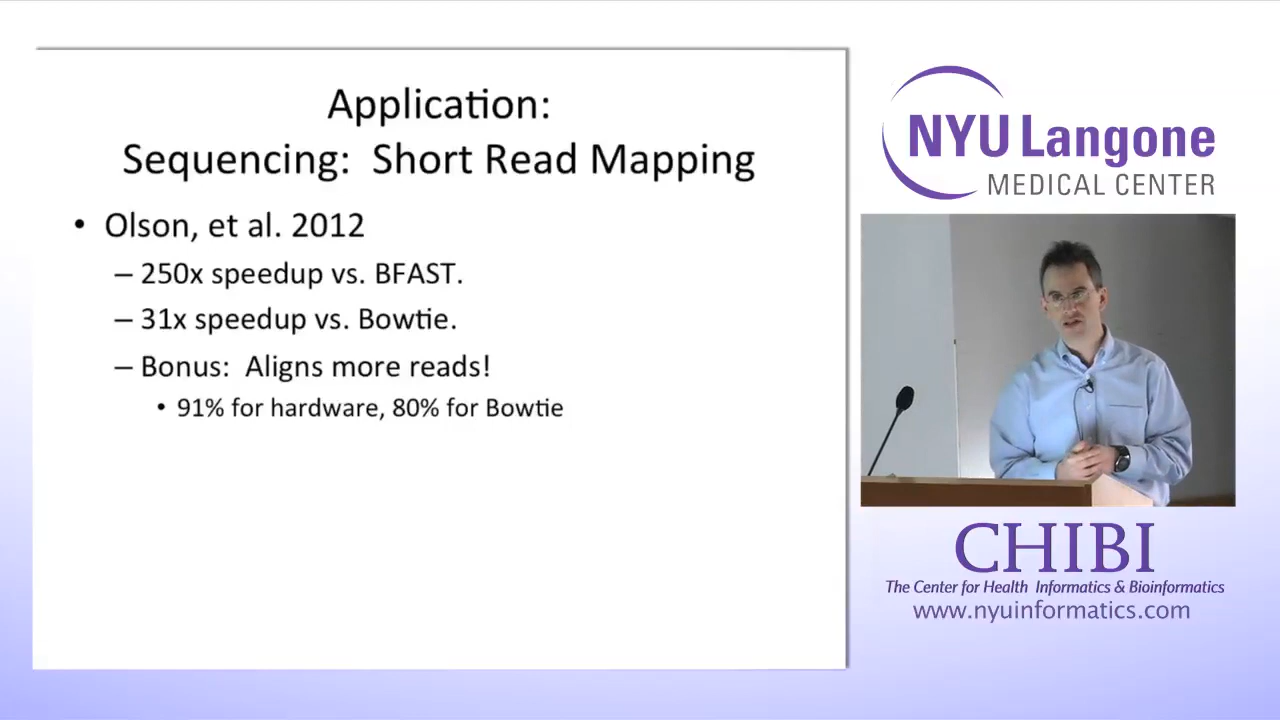 Application:
Sequencing: Short Read Mapping
• Olson, et al. 2012
– 250x speedup vs. BFAST.
– 31x speedup vs. Bowtie.
– Bonus: Aligns more reads!
• 91% for hardware, 80% for Bowtie
NYU Langone
MEDICAL CENTER
CHIBI
The Center for Health Informatics & Bioinformatics
www.nyuinformatics.com